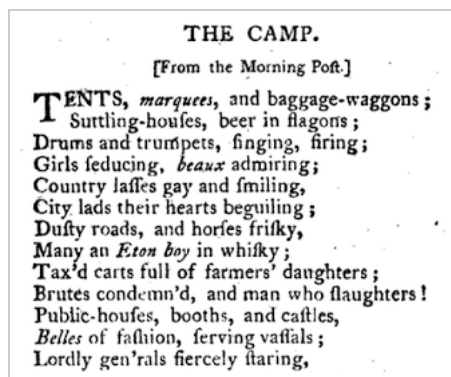 THE CAMP.
[From the Morning Poſt.]
TENTS, marquees, and baggage-waggons;
Suttling-houſes, beer in flagons;
Drums and trumpets, ſinging, firing;
Girls ſeducing, beaux admiring;
Country laſſes gay and ſmiling,
City lads their hearts beguiling;
Duſty roads, and horſes friſky,
Many an Eton boy in whiſky;
Tax'd carts full of farmers' daughters;
Brutes condemn'd, and man who ſlaughters!
Public-houſes, booths, and caſtles,
Belles of faſhion, ſerving vaſſals;
Lordly gen'rals fiercely ſtaring,